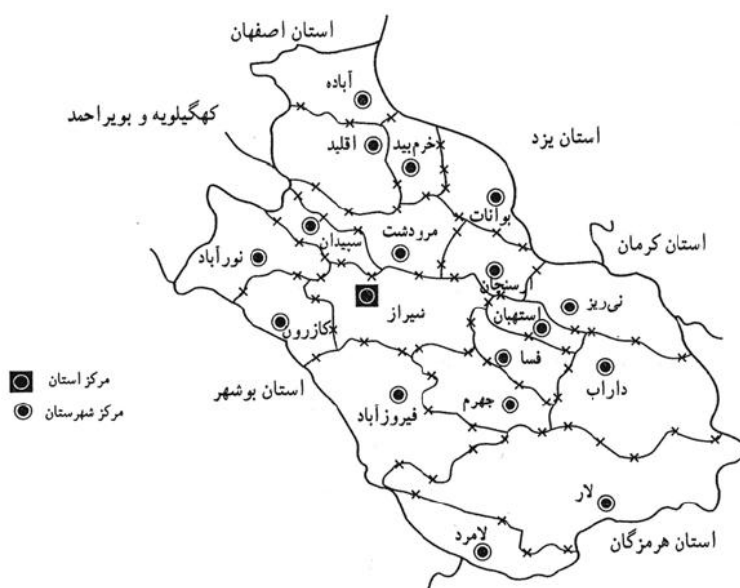 استان اصفهان
آباده
کهگیلویه و بویراحمد
استان یزد
اقلید
خرم‌بید
بوانات
سپیدان
مرودشت
استان کرمان
نورآباد
ارسنجان
نی‌ریز
شیراز
استهبان
کازرون
فسا
مرکز استان
استان بوشهر
داراب
فیروزآباد
جهرم
مرکز شهرستان
لار
لامرد
استان هرمزگان